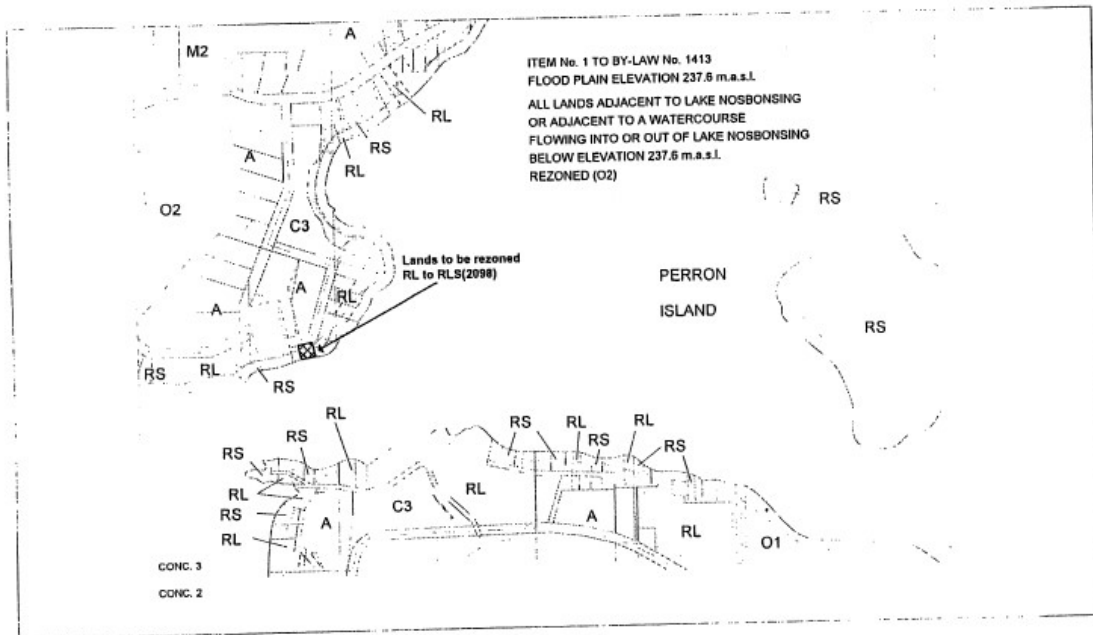 M2
A
ITEM No. 1 TO BY-LAW No. 1413
FLOOD PLAIN ELEVATION 237.6 m.a.s.l.
ALL LANDS ADJACENT TO LAKE NOSBONSING
OR ADJACENT TO A WATERCOURSE
FLOWING INTO OR OUT OF LAKE NOSBONSING
BELOW ELEVATION 237.6 m.a.s.l.
REZONED (O2)
RL
RS
RL
A
O2
C3
RS
Lands to be rezoned
RL to RLS(2098)
PERRON
ISLAND
A
RL
A
RS
RS
RL
RS
RL
RS
RL
RL
RS
RS
RS
RS
RL
C3
RL
RS
A
A
RL
RL
O1
CONC. 3
CONC. 2